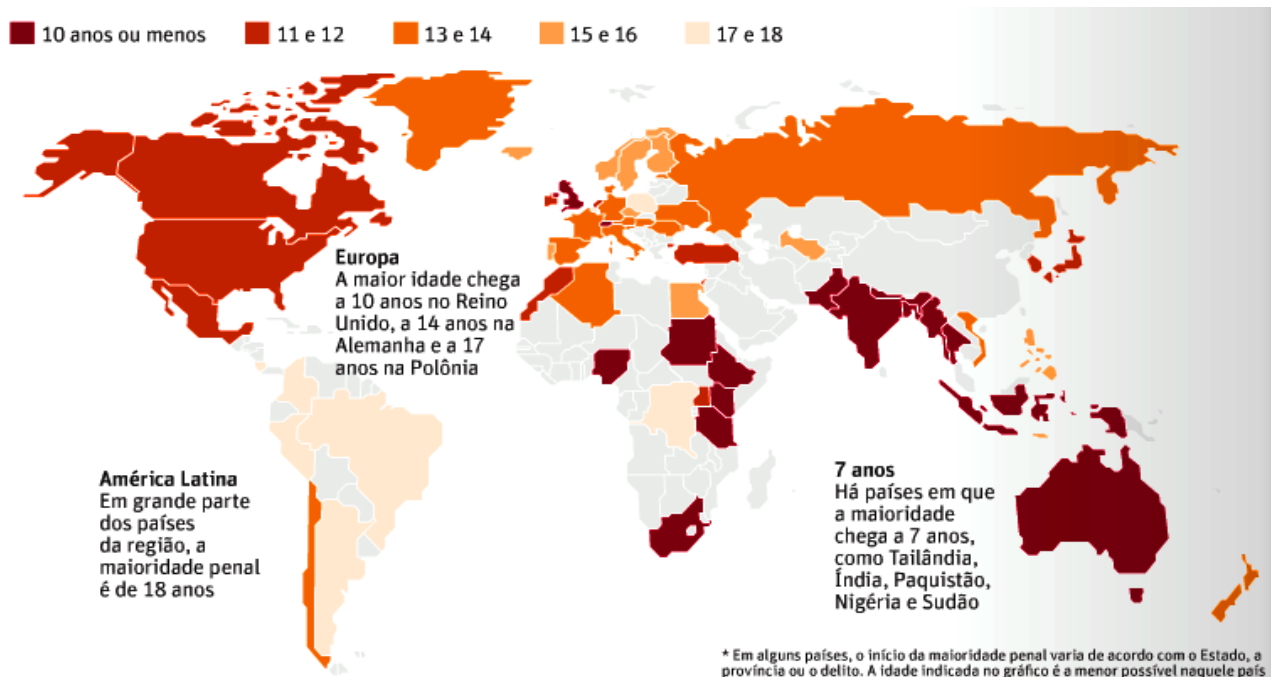 10 anos ou menos
11 e 12
13 e 14
15 e 16
17 e 18
Europa
A maior idade chega
a 10 anos no Reino
Unido, a 14 anos na
Alemanha e a 17
anos na Polônia
América Latina
Em grande parte
dos países
da região, a
maioridade penal
é de 18 anos
7 anos
Há países em que
a maioridade
chega a 7 anos,
como Tailândia,
Índia, Paquistão,
Nigéria e Sudão
* Em alguns países, o início da maioridade penal varia de acordo com o Estado, a
província ou o delito. A idade indicada no gráfico é a menor possível naquele país